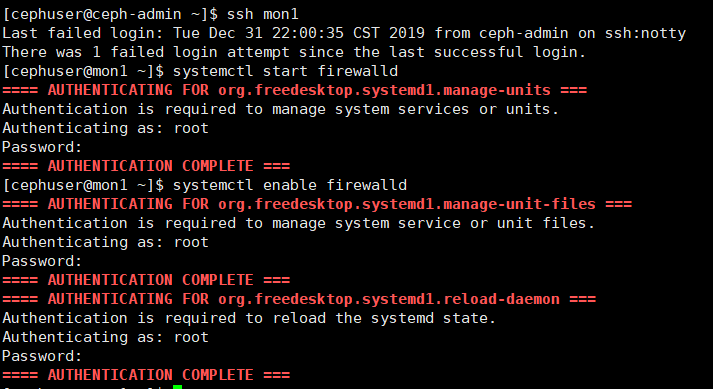 [cephuser@ceph-admin ~]$ ssh mon1
Last failed login: Tue Dec 31 22:00:35 CST 2019 from ceph-admin on ssh:notty
There was 1 failed login attempt since the last successful login.
[cephuser@mon1 ~]$ systemctl start firewalld
==== AUTHENTICATING FOR org.freedesktop.systemd1.manage-units ===
Authentication is required to manage system services or units.
Authenticating as: root
Password:
==== AUTHENTICATION COMPLETE ===
[cephuser@mon1 ~]$ systemctl enable firewalld
==== AUTHENTICATING FOR org.freedesktop.systemd1.manage-unit-files ===
Authentication is required to manage system service or unit files.
Authenticating as: root
Password:
==== AUTHENTICATION COMPLETE ===
==== AUTHENTICATING FOR org.freedesktop.systemd1.reload-daemon ===
Authentication is required to reload the systemd state.
Authenticating as: root
Password:
==== AUTHENTICATION COMPLETE ===